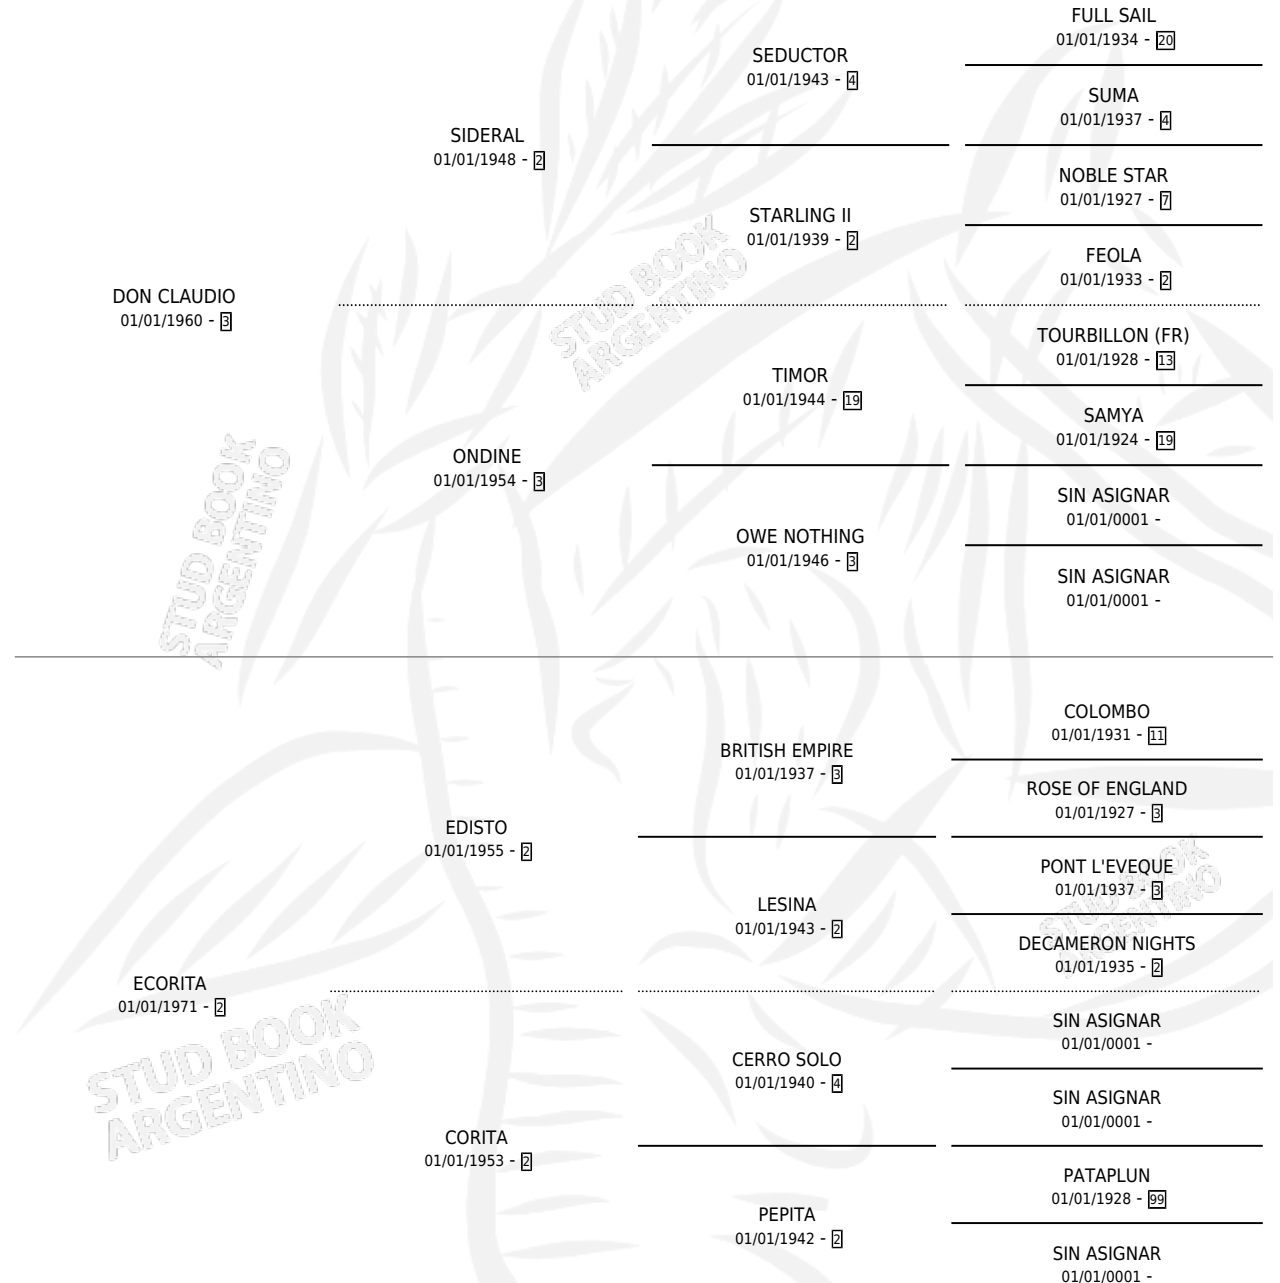 FULL SAIL
01/01/1934 - 20
SEDUCTOR
01/01/1943 - 4
SUMA
01/01/1937 - 4
SIDERAL
01/01/1948 - 2
NOBLE STAR
01/01/1927 - 7
STARLING II
01/01/1939 - 2
FEOLA
01/01/1933 - 2
DON CLAUDIO
01/01/1960 - 3
STUD BOOK
ARGENTINO
TOURBILLON (FR)
01/01/1928 - 13
TIMOR
01/01/1944 - 19
SAMYA
01/01/1924 - 19
ONDINE
01/01/1954 - 3
SIN ASIGNAR
01/01/0001 -
OWE NOTHING
01/01/1946 - 3
SIN ASIGNAR
01/01/0001 -
STUD BOOK
ARGENTINO
COLOMBO
01/01/1931 - 11
BRITISH EMPIRE
01/01/1937 - 3
ROSE OF ENGLAND
01/01/1927 - 3
EDISTO
01/01/1955 - 2
PONT L'EVEQUE
01/01/1937 - 3
LESINA
01/01/1943 - 2
DECAMERON NIGHTS
01/01/1935 - 2
STUD BOOK
ARGENTINO
ECORITA
01/01/1971 - 2
SIN ASIGNAR
01/01/0001 -
CERRO SOLO
01/01/1940 - 4
SIN ASIGNAR
01/01/0001 -
STUD BOOK
ARGENTINO
CORITA
01/01/1953 - 2
PATAPLUN
01/01/1928 - 99
PEPITA
01/01/1942 - 2
SIN ASIGNAR
01/01/0001 -